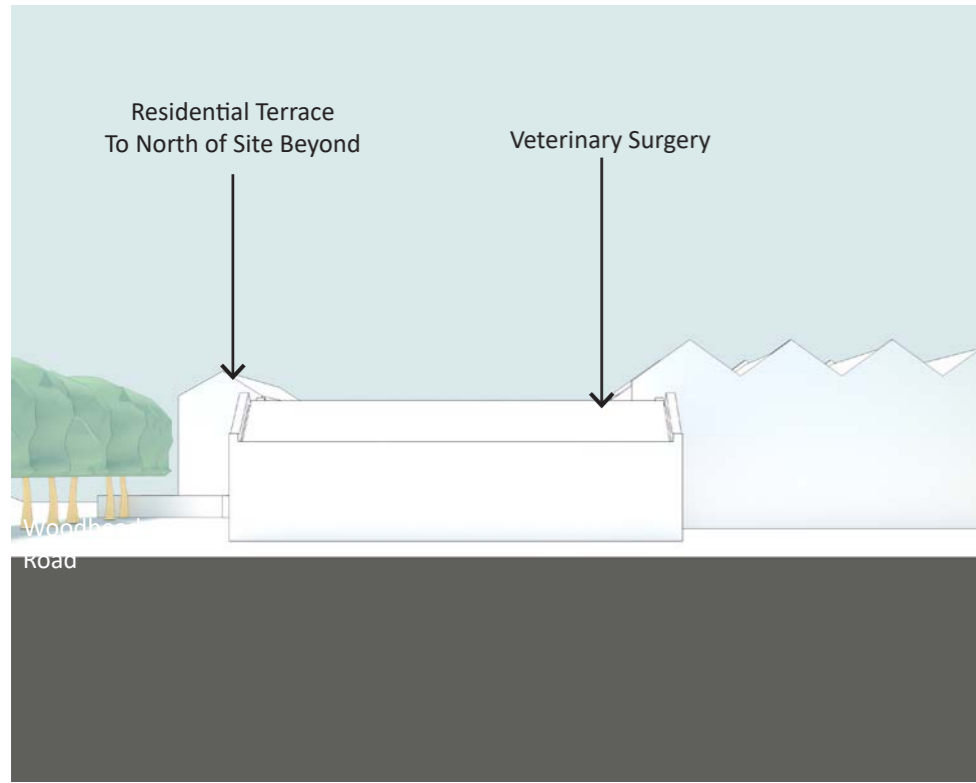 Residential Terrace
To North of Site Beyond
Veterinary Surgery
Road